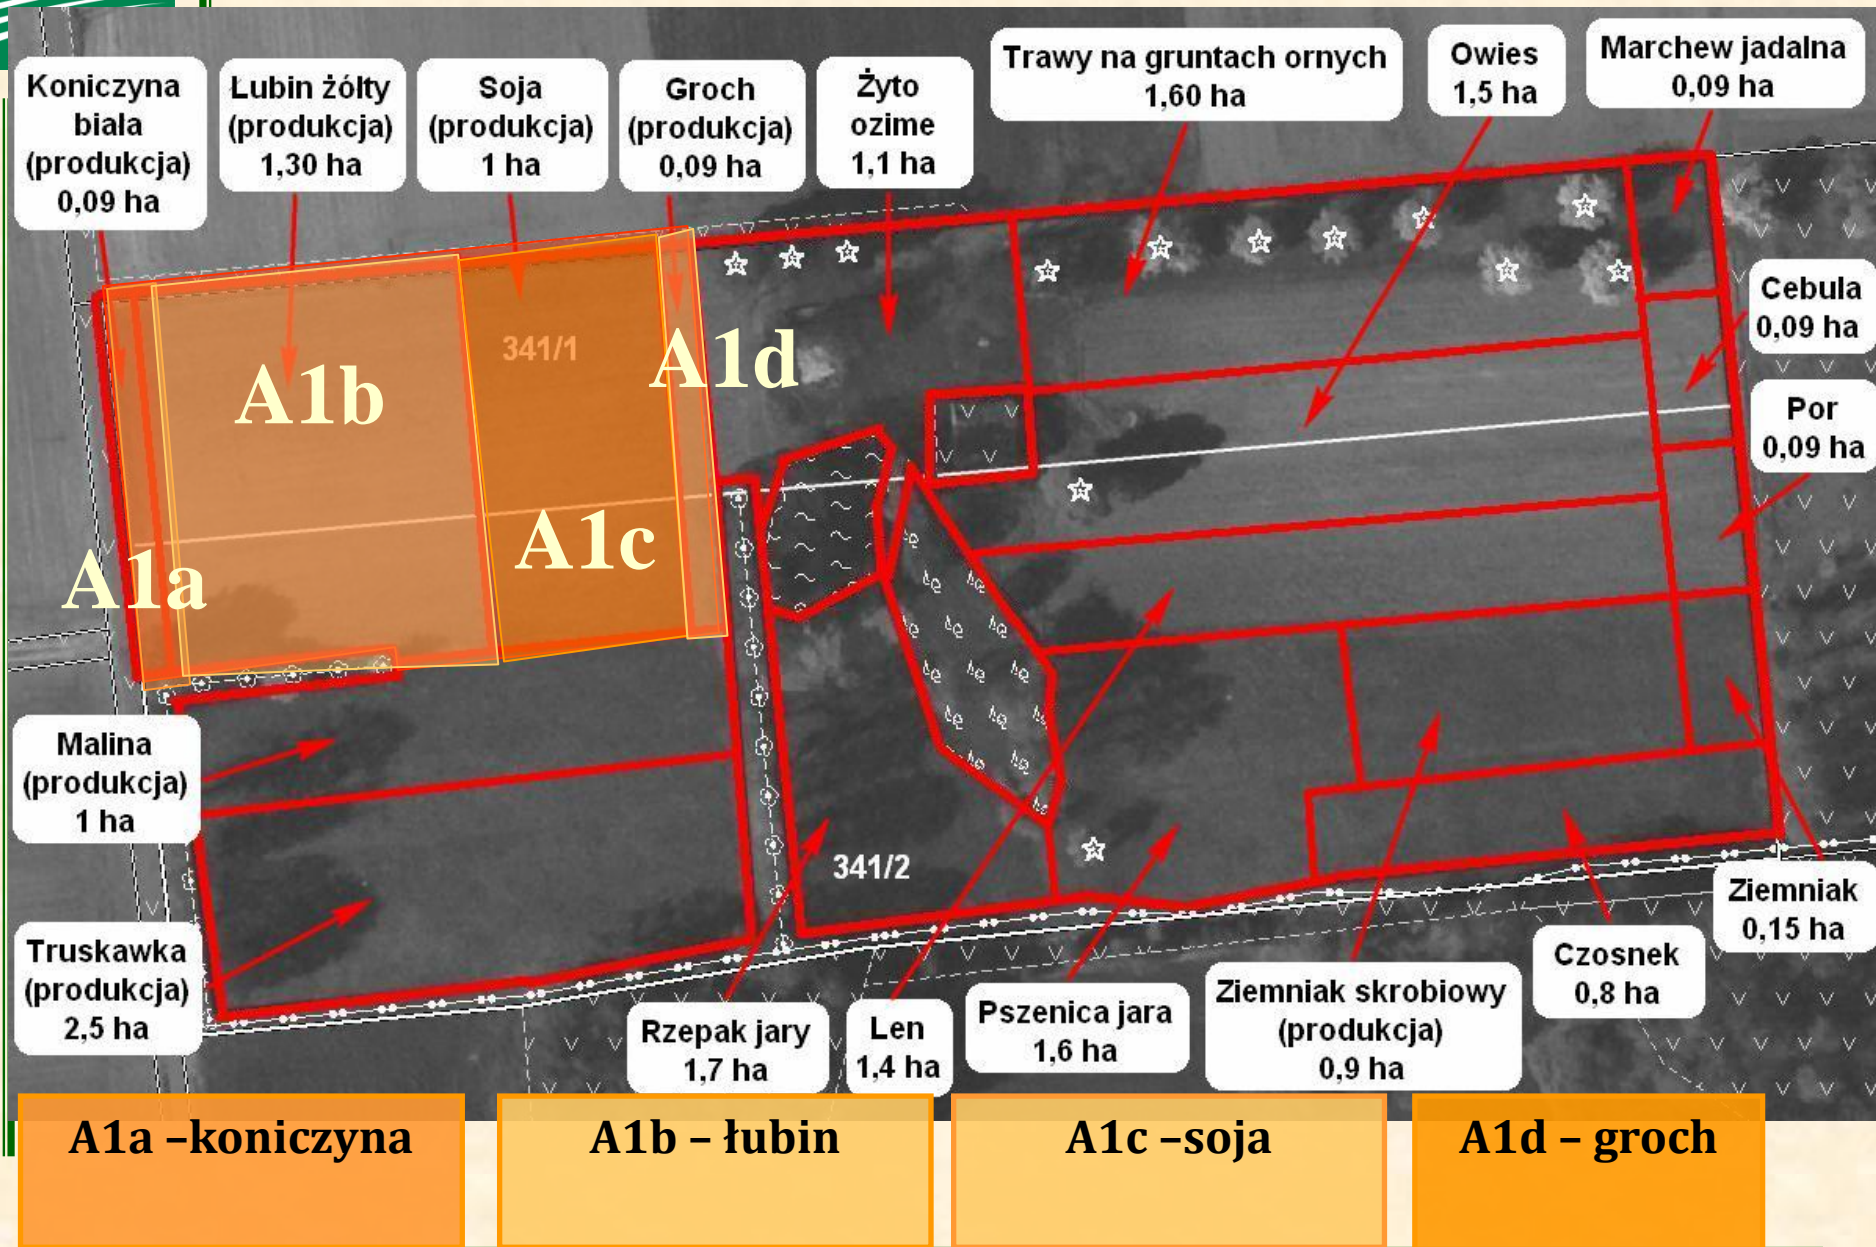 Koniczyna
biała
(produkcja)
0,09 ha
Łubin żółty
(produkcja)
1,30 ha
Soja
(produkcja)
1 ha
Groch
(produkcja)
0,09 ha
Żyto
ozime
1,1 ha
Trawy na gruntach ornych
1,60 ha
Owies
1,5 ha
Marchew jadalna
0,09 ha
Cebula
0,09 ha
Por
0,09 ha
341/1
A1a
A1b
A1c
A1d
Malina
(produkcja)
1 ha
Truskawka
(produkcja)
2,5 ha
341/2
Rzepak jary
1,7 ha
Len
1,4 ha
Pszenica jara
1,6 ha
Ziemniak skrobiowy
(produkcja)
0,9 ha
Czosnek
0,8 ha
Ziemniak
0,15 ha
A1a –koniczyna
A1b – łubin
A1c –soja
A1d – groch